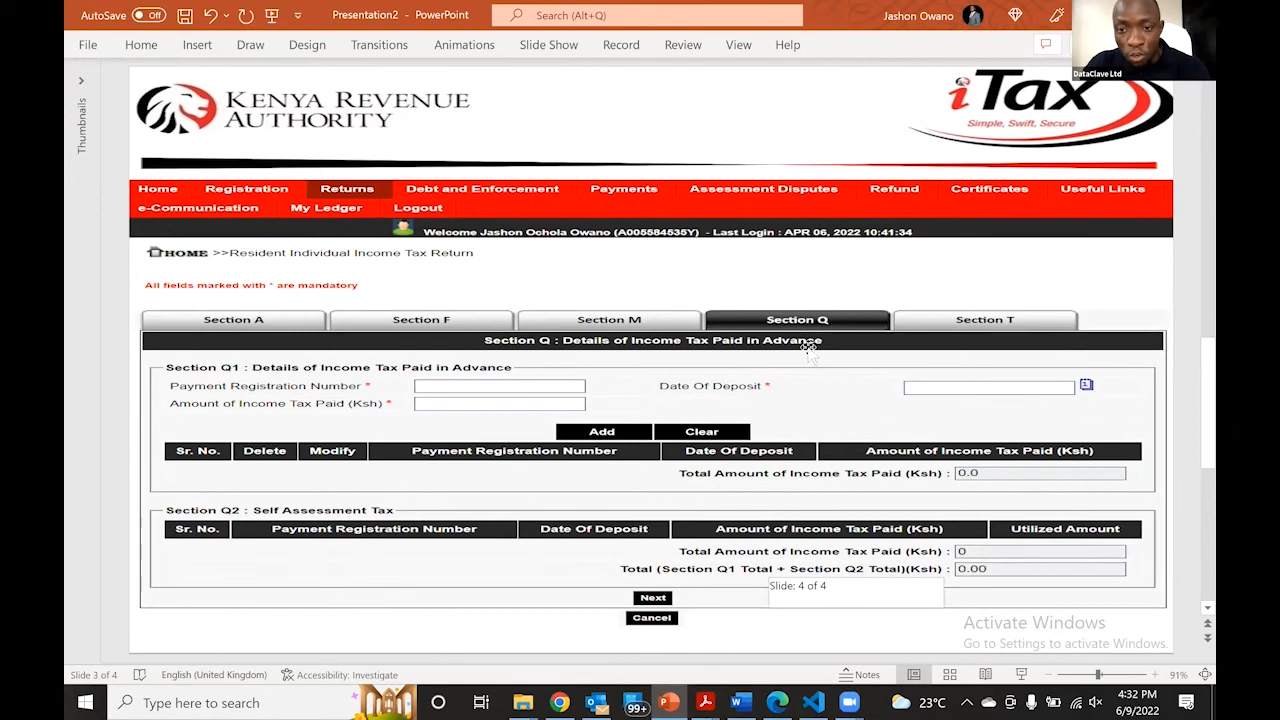 AutoSave Off Presentation2 - PowerPoint Search (Alt+Q) Jashon Owano
File Home Insert Draw Design Transitions Animations Slide Show Record Review View Help
DataClave Ltd
Thumbnails
KENYA REVENUE
AUTHORITY
iTax
Simple, Swift, Secure
Home Registration Returns Debt and Enforcement Payments Assessment Disputes Refund Certificates Useful Links
e-Communication My Ledger Logout
Welcome Jashon Ochola Owano (A005584535Y) - Last Login : APR 06, 2022 10:41:34
HOME >>Resident Individual Income Tax Return
All fields marked with * are mandatory
Section A Section F Section M Section Q Section T
Section Q : Details of Income Tax Paid in Advance
Section Q1 : Details of Income Tax Paid in Advance
Payment Registration Number * Date Of Deposit *
Amount of Income Tax Paid (Ksh) *
Add Clear
Sr. No. Delete Modify Payment Registration Number Date Of Deposit Amount of Income Tax Paid (Ksh)
Total Amount of Income Tax Paid (Ksh) : 0.0
Section Q2 : Self Assessment Tax
Sr. No. Payment Registration Number Date Of Deposit Amount of Income Tax Paid (Ksh) Utilized Amount
Total Amount of Income Tax Paid (Ksh) : 0
Total (Section Q1 Total + Section Q2 Total)(Ksh) : 0.00
Slide: 4 of 4
Next
Cancel
Activate Windows
Go to Settings to activate Windows.
Slide 3 of 4 English (United Kingdom) Accessibility: Investigate Notes 91%
Type here to search 99+ 23°C 4:32 PM
6/9/2022